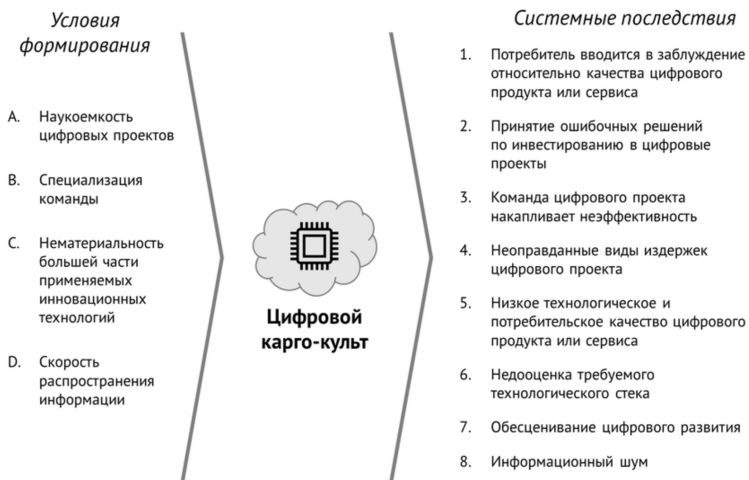 Условия
формирования
A. Наукоемкость
цифровых проектов
B. Специализация
команды
C. Нематериальность
большей части
применяемых
инновационных
технологий
D. Скорость
распространения
информации
Цифровой
карго-культ
Системные последствия
1. Потребитель вводится в заблуждение
относительно качества цифрового
продукта или сервиса
2. Принятие ошибочных решений
по инвестированию в цифровые
проекты
3. Команда цифрового проекта
накапливает неэффективность
4. Неоправданные виды издержек
цифрового проекта
5. Низкое технологическое и
потребительское качество цифрового
продукта или сервиса
6. Недооценка требуемого
технологического стека
7. Обесценивание цифрового развития
8. Информационный шум